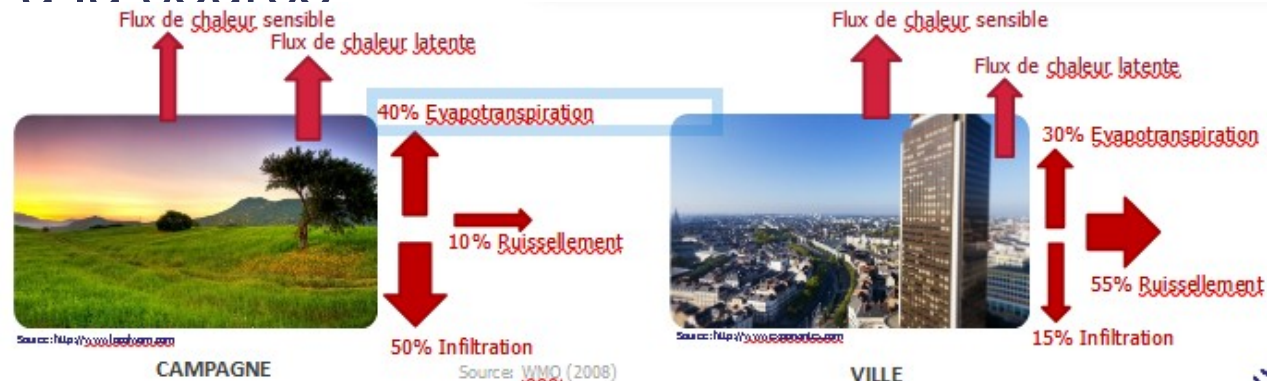 Flux de chaleur sensible
Flux de chaleur latente
40% Evapotranspiration
10% Ruissellement
50% Infiltration
CAMPAGNE
Source: WMO (2008)
Flux de chaleur sensible
Flux de chaleur latente
30% Evapotranspiration
55% Ruissellement
15% Infiltration
VILLE